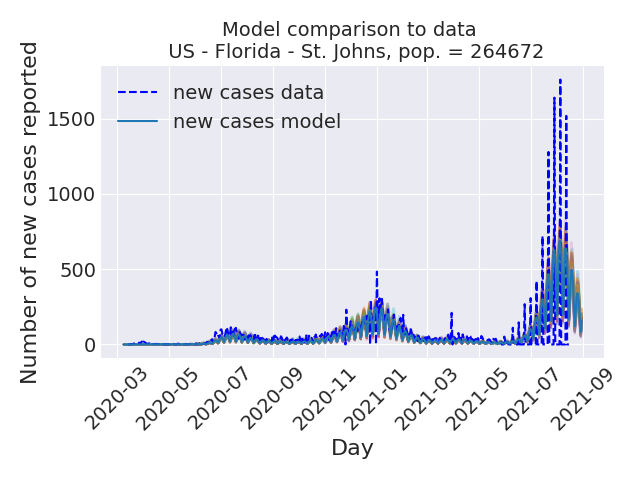 Model comparison to data
US - Florida - St. Johns, pop. = 264672
new cases data
new cases model
Number of new cases reported
1500
1000
500
0
2020-03
2020-05
2020-07
2020-09
2020-11
2021-01
2021-03
2021-05
2021-07
2021-09
Day